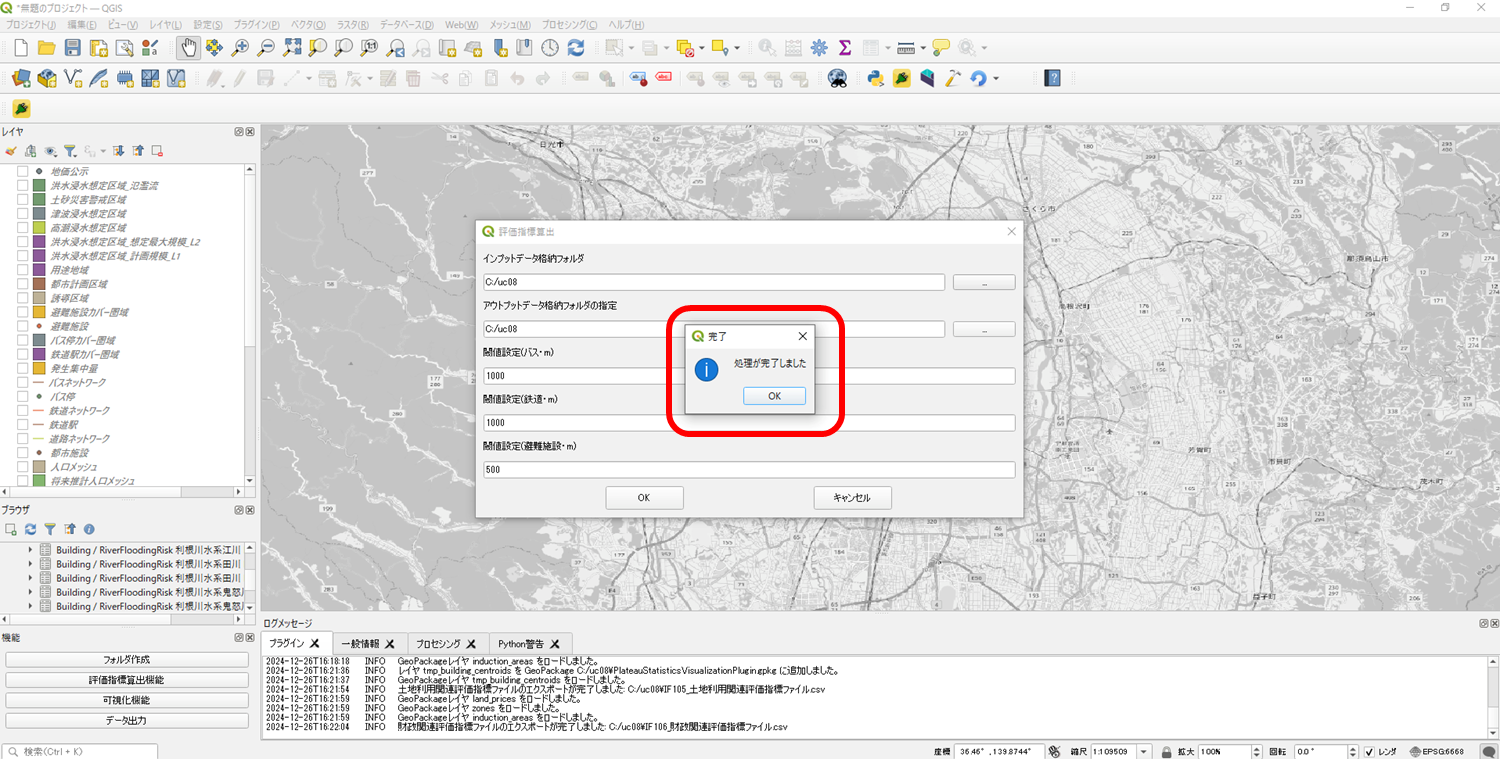 *無題のプロジェクト — QGIS
プロジェクト(J) 編集(E) ビュー(V) レイヤ(L) 設定(S) プラグイン(P) ベクタ(O) ラスタ(R) データベース(D) Web(W) メッシュ(M) プロセシング(C) ヘルプ(H)
レイヤ
地価公示
洪水浸水想定区域_氾濫流
土砂災害警戒区域
津波浸水想定区域
高潮浸水想定区域
洪水浸水想定区域_想定最大規模_L2
洪水浸水想定区域_計画規模_L1
用途地域
都市計画区域
誘導区域
避難施設カバー圏域
避難施設
バス停カバー圏域
鉄道駅カバー圏域
発生集中量
バスネットワーク
バス停
鉄道ネットワーク
鉄道駅
道路ネットワーク
都市施設
人口メッシュ
将来推計人口メッシュ
ブラウザ
Building / RiverFloodingRisk 利根川水系江川
Building / RiverFloodingRisk 利根川水系田川
Building / RiverFloodingRisk 利根川水系田川
Building / RiverFloodingRisk 利根川水系鬼怒川
Building / RiverFloodingRisk 利根川水系鬼怒川
機能
フォルダ作成
評価指標算出機能
可視化機能
データ出力
検索(Ctrl + K)
日光市
さくら市
那須烏山市
高根沢町
芳賀町
市貝町
茂木町
益子町
評価指標算出
インプットデータ格納フォルダ
C:/uc08
...
アウトプットデータ格納フォルダの指定
C:/uc08
...
閾値設定(バス・m)
1000
閾値設定(鉄道・m)
1000
閾値設定(避難施設・m)
500
OK
キャンセル
完了
処理が完了しました
OK
ログメッセージ
プラグイン 一般情報 プロセシング Python警告
2024-12-26T16:18:18 INFO GeoPackageレイヤ induction_areas をロードしました。
2024-12-26T16:21:36 INFO レイヤ tmp_building_centroids を GeoPackage C:/uc08¥PlateauStatisticsVisualizationPlugin.gpkg に追加しました。
2024-12-26T16:21:37 INFO GeoPackageレイヤ tmp_building_centroids をロードしました。
2024-12-26T16:21:54 INFO 土地利用関連評価指標ファイルのエクスポートが完了しました: C:/uc08¥IF105_土地利用関連評価指標ファイル.csv
2024-12-26T16:21:59 INFO GeoPackageレイヤ land_prices をロードしました。
2024-12-26T16:21:59 INFO GeoPackageレイヤ zones をロードしました。
2024-12-26T16:21:59 INFO GeoPackageレイヤ induction_areas をロードしました。
2024-12-26T16:22:04 INFO 財政関連評価指標ファイルのエクスポートが完了しました: C:/uc08¥IF106_財政関連評価指標ファイル.csv
座標 36.46° ,139.8744° 縮尺 1:109509 拡大 100% 回転 0.0 ° レンダ EPSG:6668